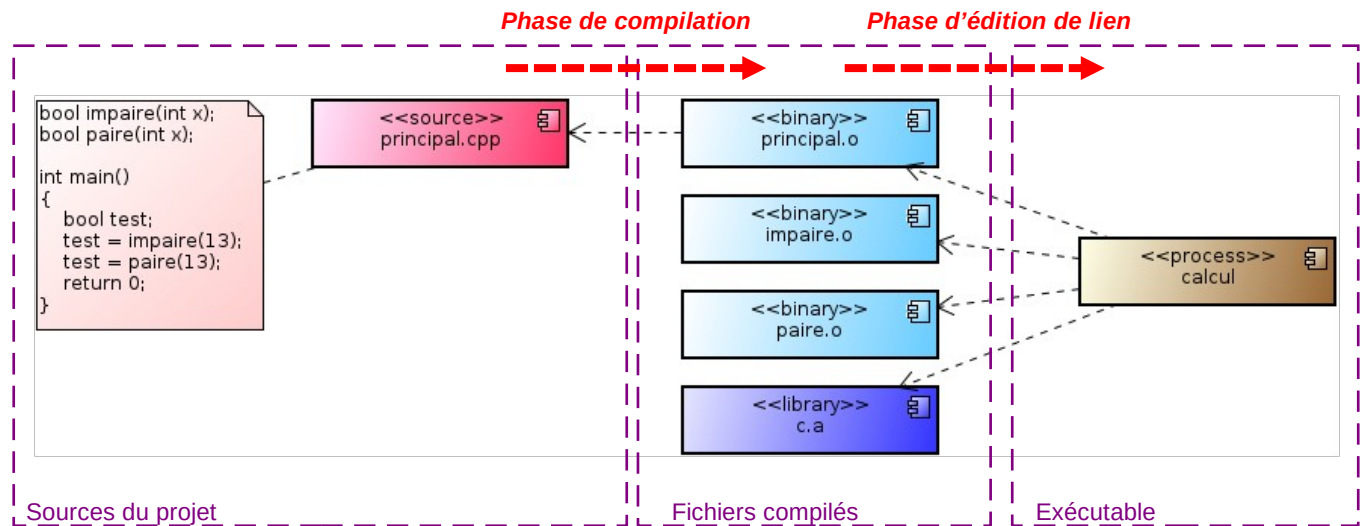 Phase de compilation
Phase d’édition de lien
bool impaire(int x);
bool paire(int x);
int main()
{
bool test;
test = impaire(13);
test = paire(13);
return 0;
}
<<source>>
principal.cpp
<<binary>>
principal.o
<<binary>>
impaire.o
<<binary>>
paire.o
<<library>>
c.a
<<process>>
calcul
Sources du projet
Fichiers compilés
Exécutable